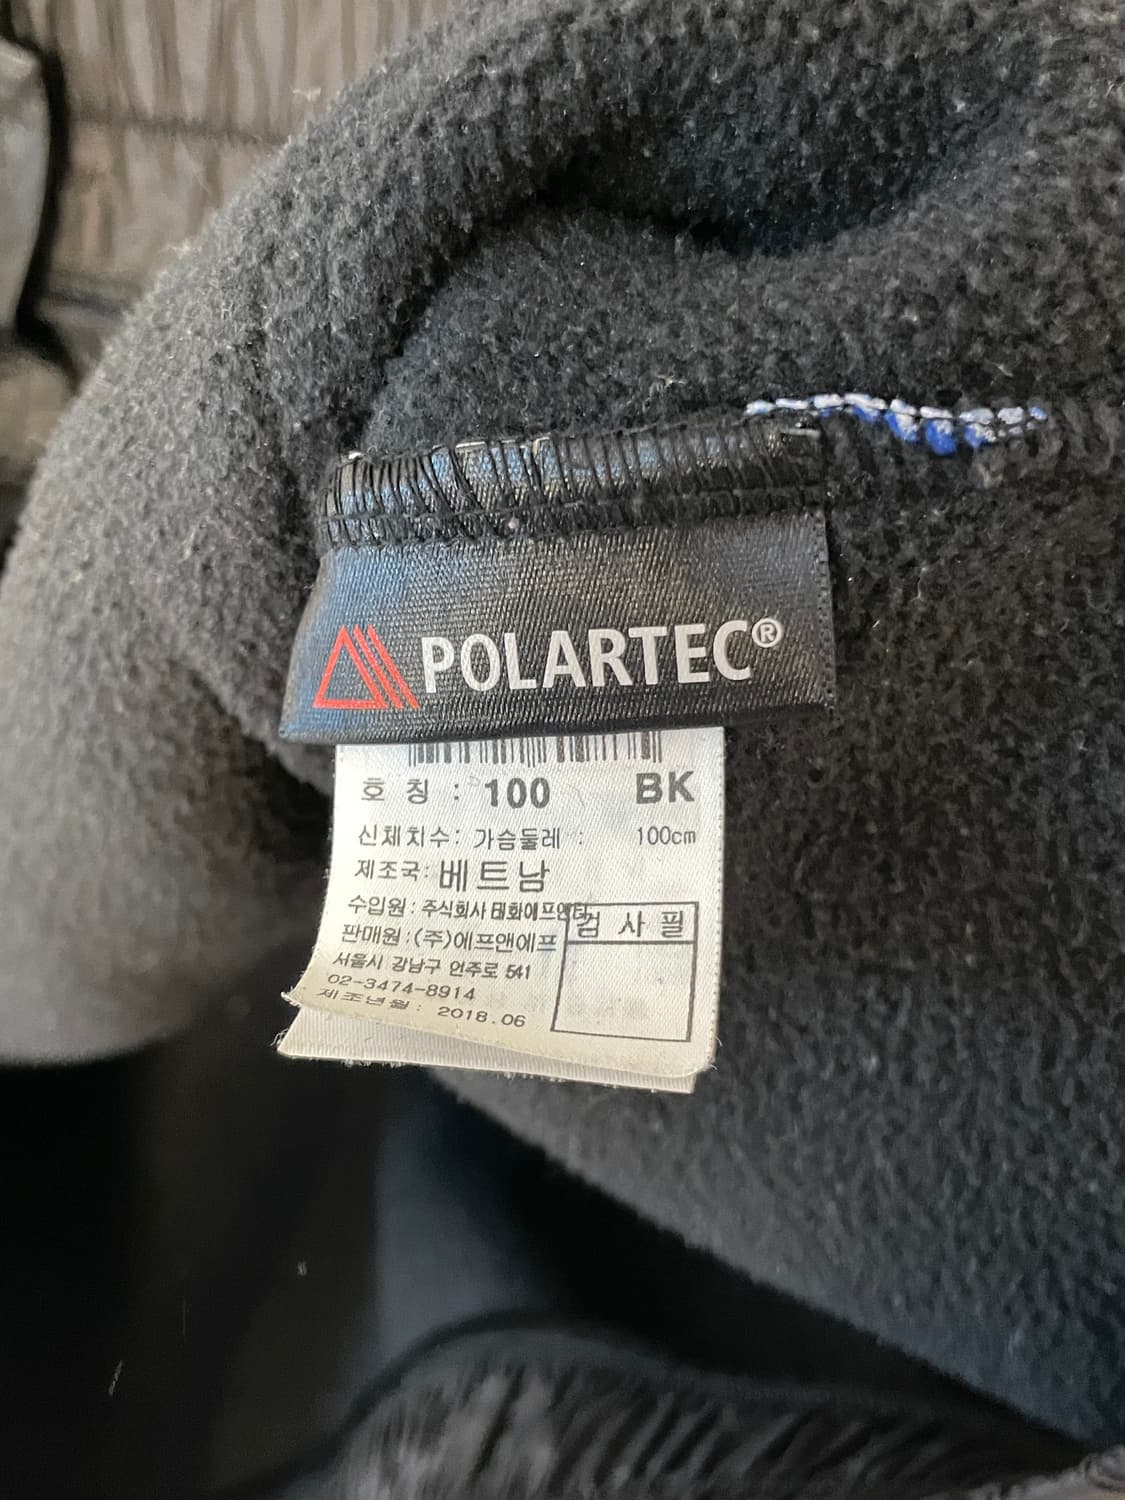 POLARTEC®
호 칭 : 100 BK
신체치수: 가슴둘레 : 100cm
제조국: 베트남
수입원 : 주식회사 태화에프앤티
검 사 필
판매원 : (주)에프앤에프
서울시 강남구 언주로 541
02-3474-8914
제조년월 : 2018.06